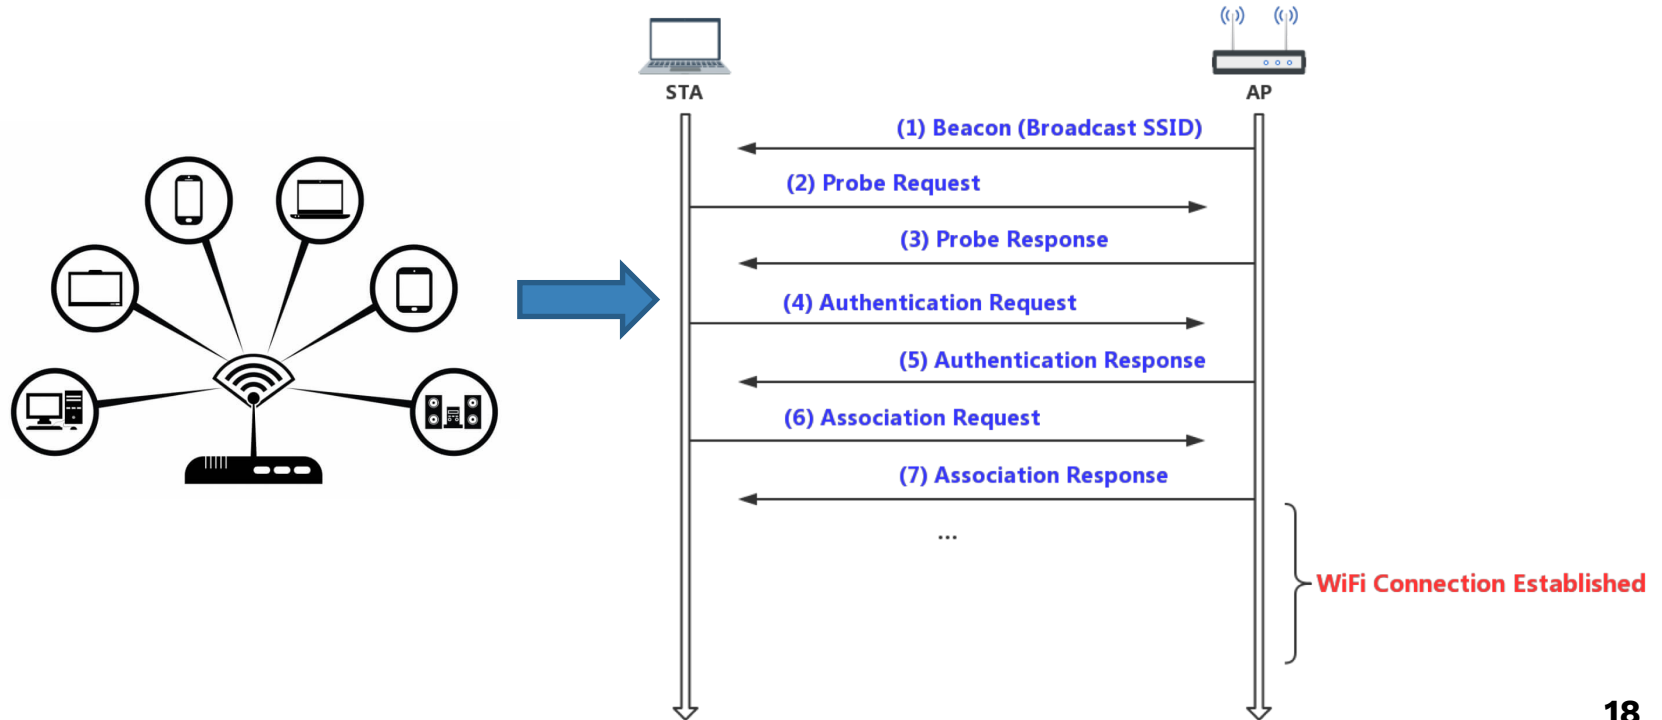 STA
AP
(1) Beacon (Broadcast SSID)
(2) Probe Request
(3) Probe Response
(4) Authentication Request
(5) Authentication Response
(6) Association Request
(7) Association Response
...
WiFi Connection Established
18